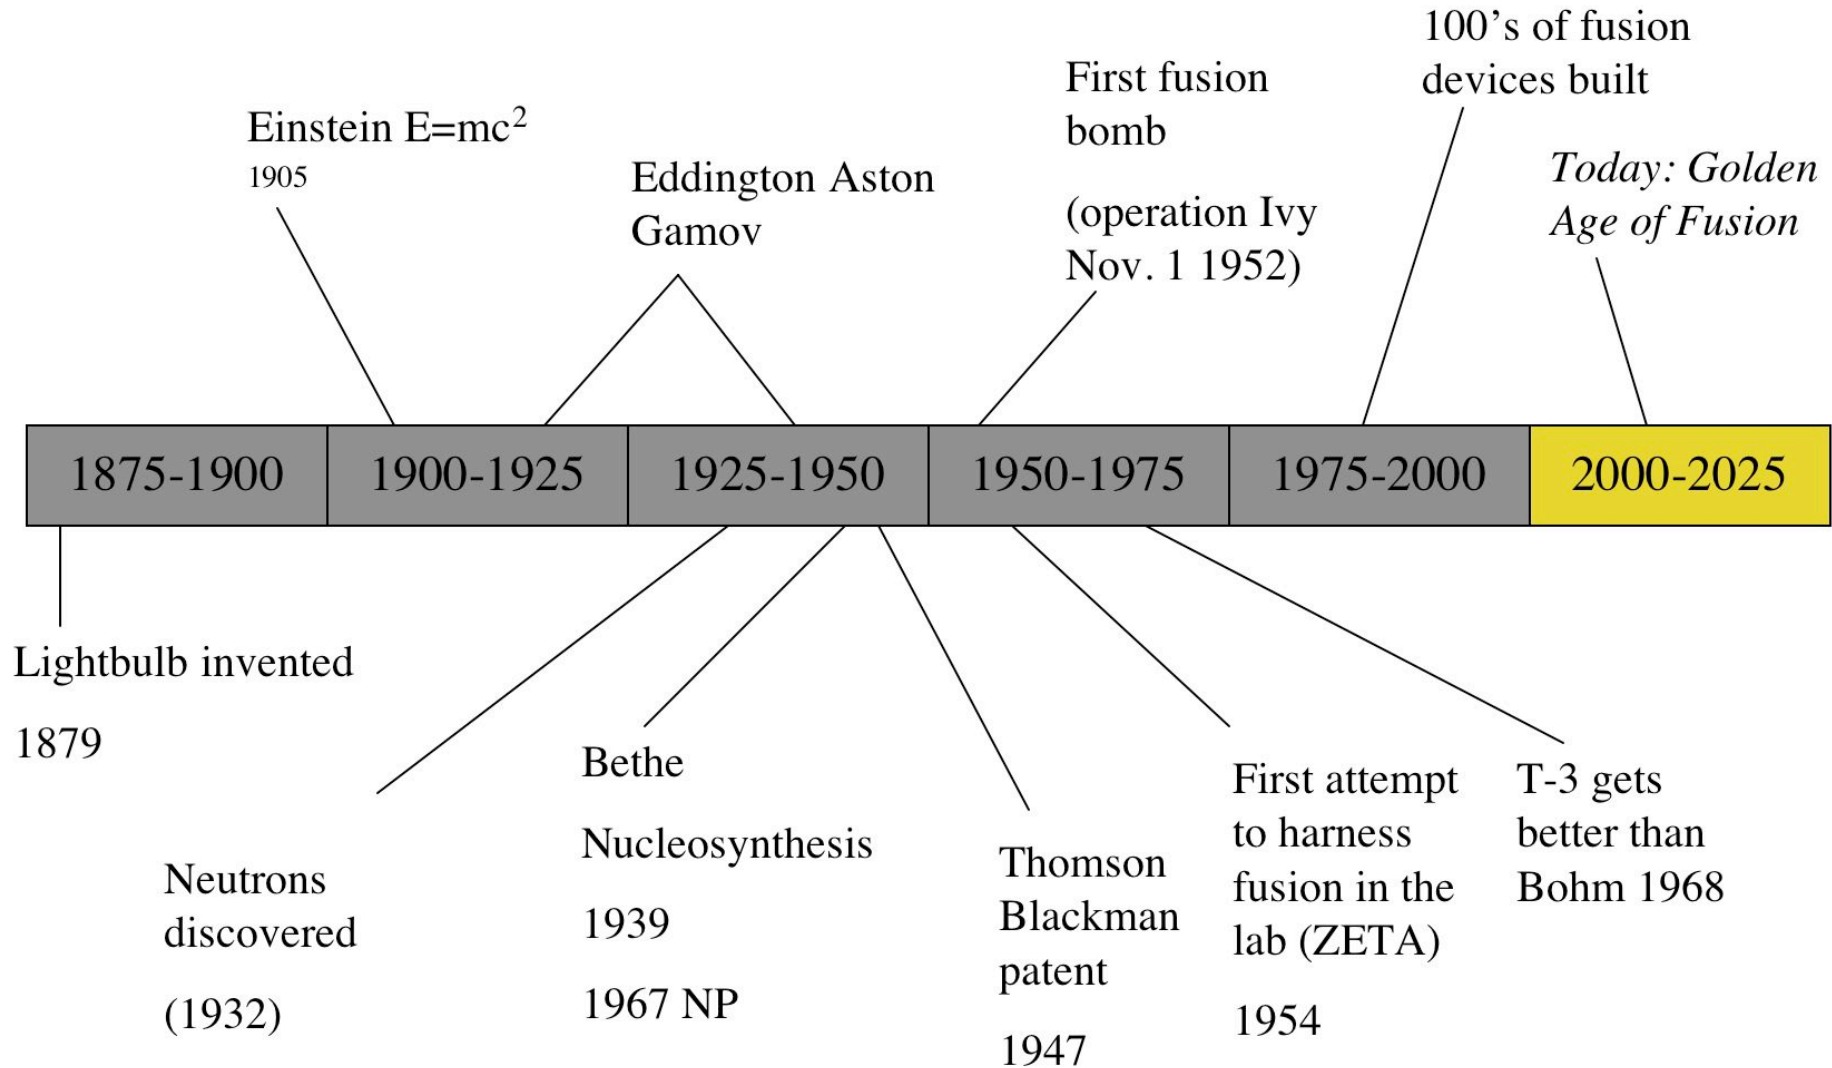 Einstein E=mc²
1905
Eddington Aston
Gamov
First fusion
bomb
(operation Ivy
Nov. 1 1952)
100’s of fusion
devices built
Today: Golden
Age of Fusion
1875-1900
1900-1925
1925-1950
1950-1975
1975-2000
2000-2025
Lightbulb invented
1879
Neutrons
discovered
(1932)
Bethe
Nucleosynthesis
1939
1967 NP
Thomson
Blackman
patent
1947
First attempt
to harness
fusion in the
lab (ZETA)
1954
T-3 gets
better than
Bohm 1968